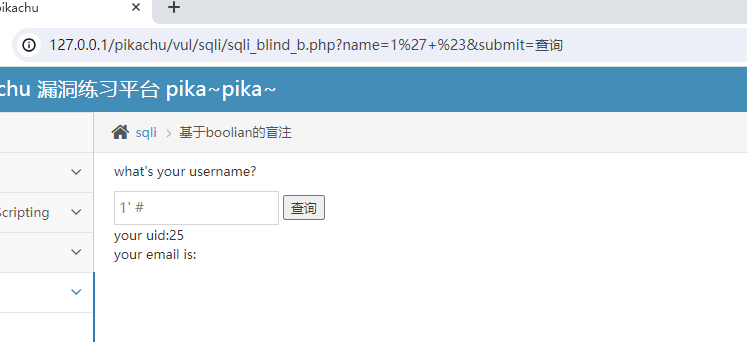 pikachu
127.0.0.1/pikachu/vul/sqli/sqli_blind_b.php?name=1%27+%23&submit=查询
chu 漏洞练习平台 pika~pika~
sqli > 基于boolian的盲注
what's your username?
1' # 查询
Scripting
your uid:25
your email is: